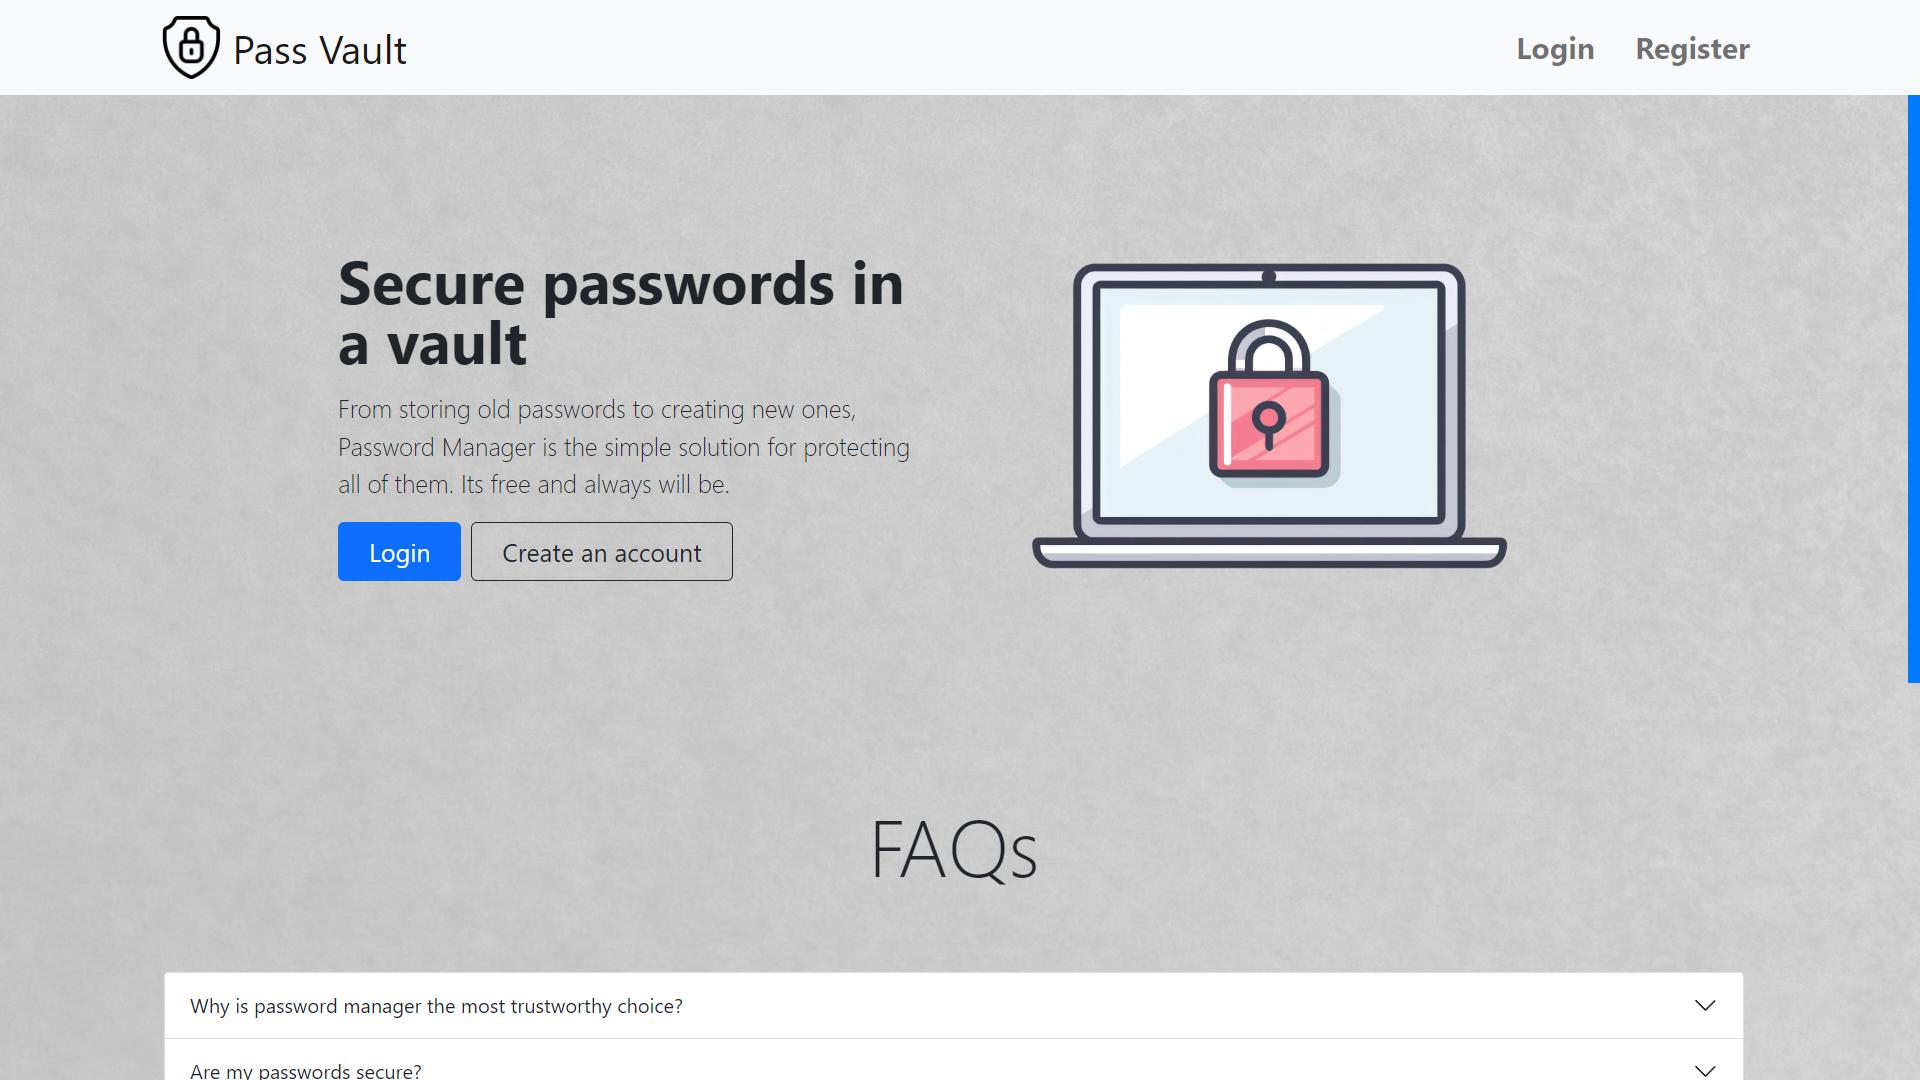 Pass Vault
Login
Register
Secure passwords in
a vault
From storing old passwords to creating new ones,
Password Manager is the simple solution for protecting
all of them. Its free and always will be.
Login
Create an account
FAQs
Why is password manager the most trustworthy choice?
Are my passwords secure?